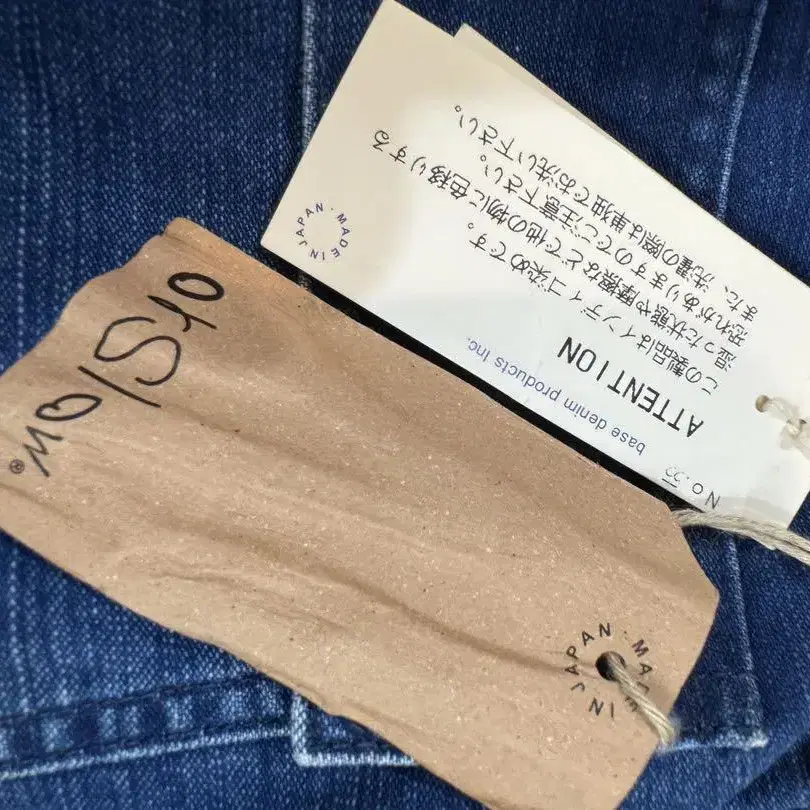 No.
base denim products Inc.
ATTENTION
この製品はインディゴ染めです。
湿った状態や摩擦などで他の物に色移りする
恐れがありますのでご注意下さい。
また、洗濯の際は単独でお洗い下さい。
MADE IN JAPAN
®
MADE IN JAPAN